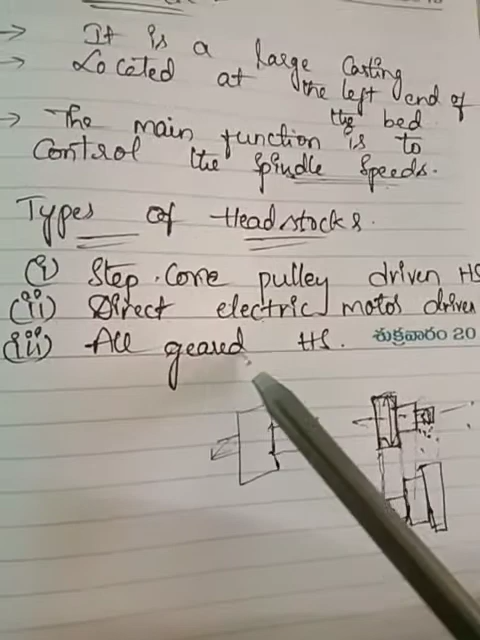 → It is a large casting
→ Located at the left end of the bed
→ The main function is to
control the spindle speeds.
Types of Headstocks.
(i) Step. Cone pulley driven HS
(ii) Direct electric motor driven
(iii) All geared HS.
శుక్రవారం 20